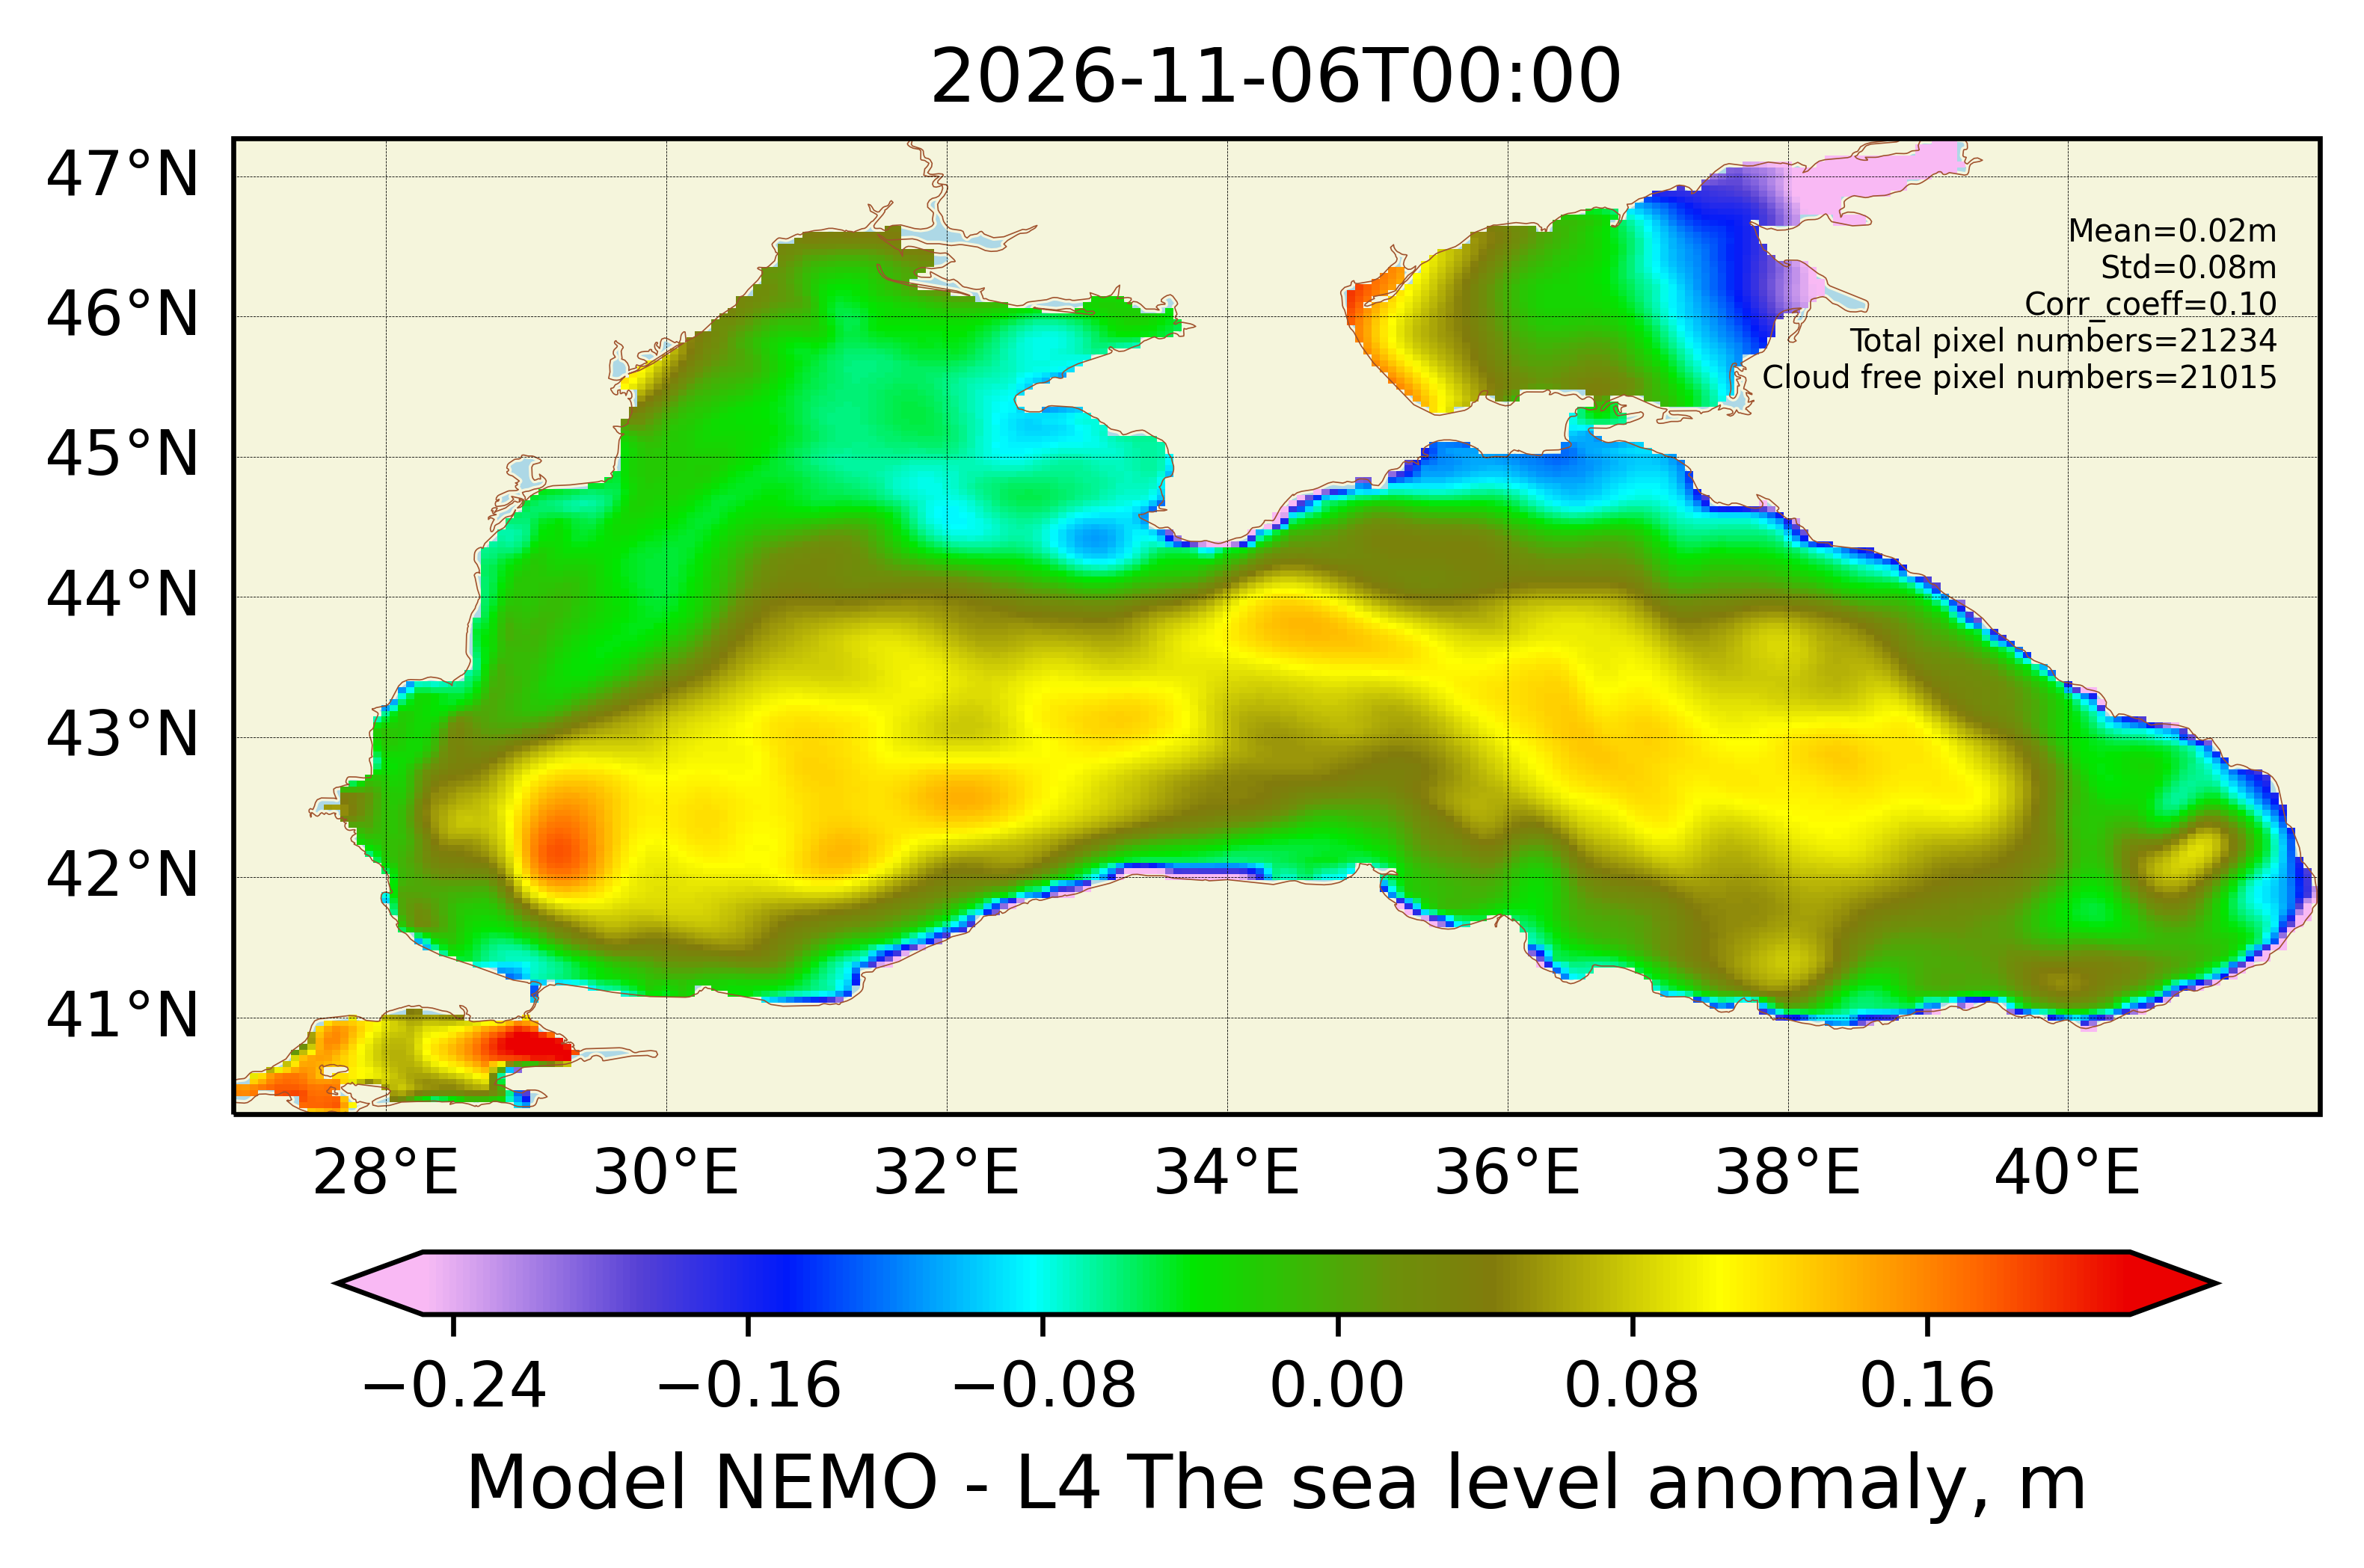 2026-11-06T00:00
47°N
46°N
45°N
44°N
43°N
42°N
41°N
Mean=0.02m
Std=0.08m
Corr_coeff=0.10
Total pixel numbers=21234
Cloud free pixel numbers=21015
28°E 30°E 32°E 34°E 36°E 38°E 40°E
−0.24 −0.16 −0.08 0.00 0.08 0.16
Model NEMO - L4 The sea level anomaly, m